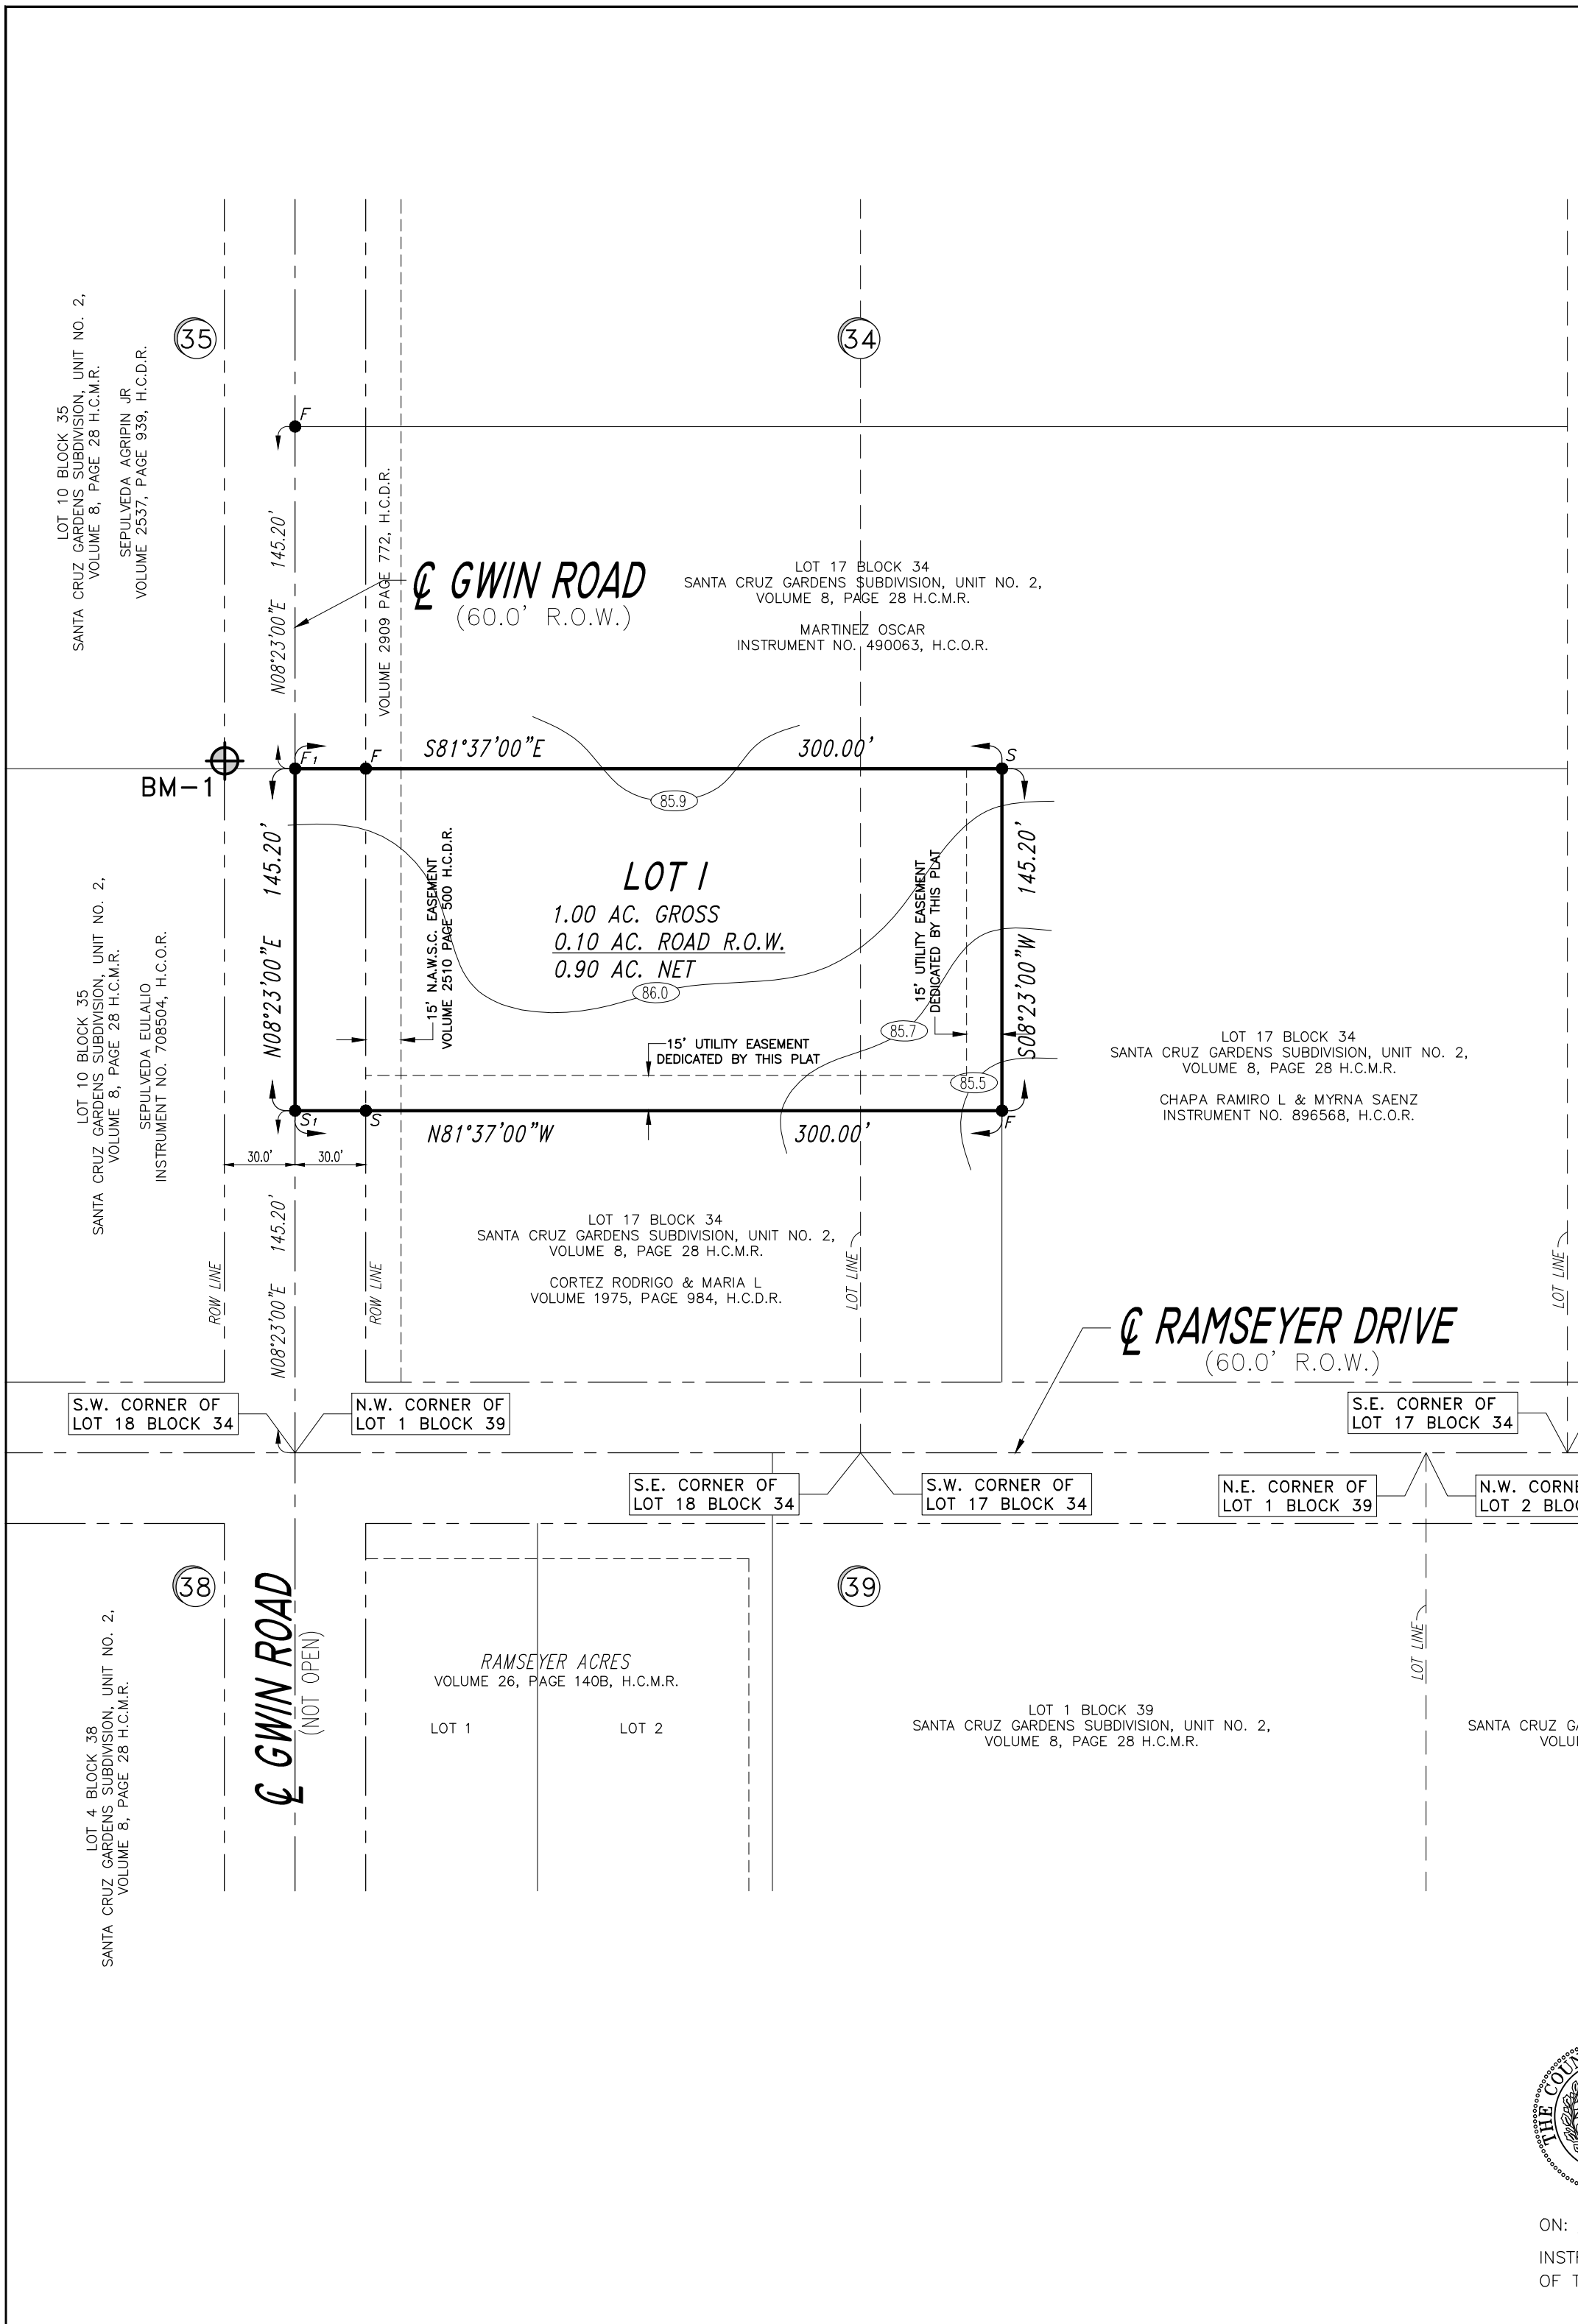 35
34
LOT 10 BLOCK 35
SANTA CRUZ GARDENS SUBDIVISION, UNIT NO. 2,
VOLUME 8, PAGE 28 H.C.M.R.
SEPULVEDA AGRIPIN JR
VOLUME 2537, PAGE 939, H.C.D.R.
F
N08°23'00"E 145.20'
VOLUME 2909 PAGE 772, H.C.D.R.
℄ GWIN ROAD
(60.0' R.O.W.)
LOT 17 BLOCK 34
SANTA CRUZ GARDENS SUBDIVISION, UNIT NO. 2,
VOLUME 8, PAGE 28 H.C.M.R.
MARTINEZ OSCAR
INSTRUMENT NO. 490063, H.C.O.R.
BM-1
F1
F
S81°37'00"E 300.00'
S
85.9
N08°23'00"E 145.20'
15' N.A.W.S.C. EASEMENT
VOLUME 2510 PAGE 500 H.C.D.R.
LOT 1
1.00 AC. GROSS
0.10 AC. ROAD R.O.W.
0.90 AC. NET
86.0
15' UTILITY EASEMENT
DEDICATED BY THIS PLAT
S08°23'00"W 145.20'
85.7
15' UTILITY EASEMENT
DEDICATED BY THIS PLAT
85.5
LOT 10 BLOCK 35
SANTA CRUZ GARDENS SUBDIVISION, UNIT NO. 2,
VOLUME 8, PAGE 28 H.C.M.R.
SEPULVEDA EULALIO
INSTRUMENT NO. 708504, H.C.O.R.
LOT 17 BLOCK 34
SANTA CRUZ GARDENS SUBDIVISION, UNIT NO. 2,
VOLUME 8, PAGE 28 H.C.M.R.
CHAPA RAMIRO L & MYRNA SAENZ
INSTRUMENT NO. 896568, H.C.O.R.
S1
S
N81°37'00"W 300.00'
F
30.0'
30.0'
N08°23'00"E 145.20'
ROW LINE
ROW LINE
LOT 17 BLOCK 34
SANTA CRUZ GARDENS SUBDIVISION, UNIT NO. 2,
VOLUME 8, PAGE 28 H.C.M.R.
CORTEZ RODRIGO & MARIA L
VOLUME 1975, PAGE 984, H.C.D.R.
LOT LINE
LOT LINE
℄ RAMSEYER DRIVE
(60.0' R.O.W.)
S.W. CORNER OF
LOT 18 BLOCK 34
N.W. CORNER OF
LOT 1 BLOCK 39
S.E. CORNER OF
LOT 17 BLOCK 34
S.E. CORNER OF
LOT 18 BLOCK 34
S.W. CORNER OF
LOT 17 BLOCK 34
N.E. CORNER OF
LOT 1 BLOCK 39
N.W. CORNE
LOT 2 BLO
38
39
℄ GWIN ROAD
(NOT OPEN)
LOT 4 BLOCK 38
SANTA CRUZ GARDENS SUBDIVISION, UNIT NO. 2,
VOLUME 8, PAGE 28 H.C.M.R.
RAMSEYER ACRES
VOLUME 26, PAGE 140B, H.C.M.R.
LOT 1
LOT 2
LOT LINE
LOT 1 BLOCK 39
SANTA CRUZ GARDENS SUBDIVISION, UNIT NO. 2,
VOLUME 8, PAGE 28 H.C.M.R.
SANTA CRUZ GA
VOLU
THE COUN
ON:
INST
OF T